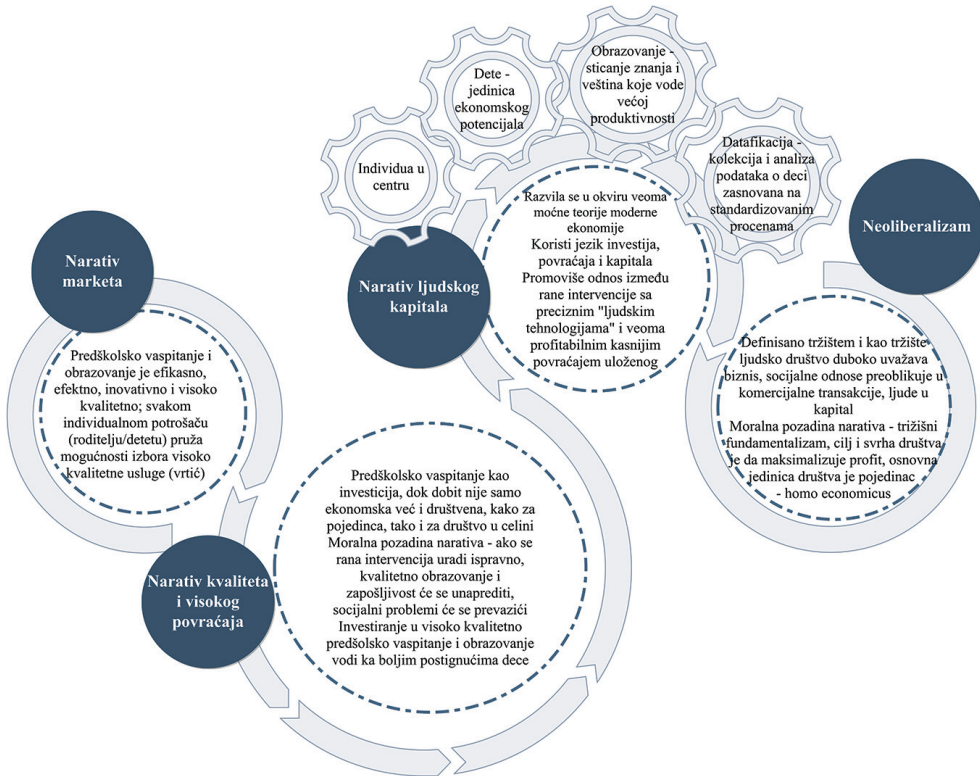 Narativ
marketa
Predškolsko vaspitanje i
obrazovanje je efikasno,
efektno, inovativno i visoko
kvalitetno; svakom
individualnom potrošaču
(roditelju/detetu) pruža
mogućnosti izbora visoko
kvalitetne usluge (vrtić)
Narativ kvaliteta
i visokog
povraćaja
Predškolsko vaspitanje kao
investicija, dok dobit nije samo
ekonomska već i društvena, kako za
pojedinca, tako i za društvo u celini
Moralna pozadina narativa - ako se
rana intervencija uradi ispravno,
kvalitetno obrazovanje i
zapošljivost će se unaprediti,
socijalni problemi će se prevazići
Investiranje u visoko kvalitetno
predšolsko vaspitanje i obrazovanje
vodi ka boljim postignućima dece
Narativ ljudskog
kapitala
Individua u
centru
Dete -
jedinica
ekonomskog
potencijala
Obrazovanje -
sticanje znanja i
veština koje vode
većoj
produktivnosti
Datafikacija -
kolekcija i analiza
podataka o deci
zasnovana na
standardizovanim
procenama
Razvila se u okviru veoma
moćne teorije moderne
ekonomije
Koristi jezik investija,
povraćaja i kapitala
Promoviše odnos između
rane intervencije sa
preciznim "ljudskim
tehnologijama" i veoma
profitabilnim kasnijim
povraćajem uloženog
Neoliberalizam
Definisano tržištem i kao tržište
ljudsko društvo duboko uvažava
biznis, socijalne odnose preoblikuje u
komercijalne transakcije, ljude u
kapital
Moralna pozadina narativa - trižišni
fundamentalizam, cilj i svrha društva
je da maksimalizuje profit, osnovna
jedinica društva je pojedinac
- homo economicus